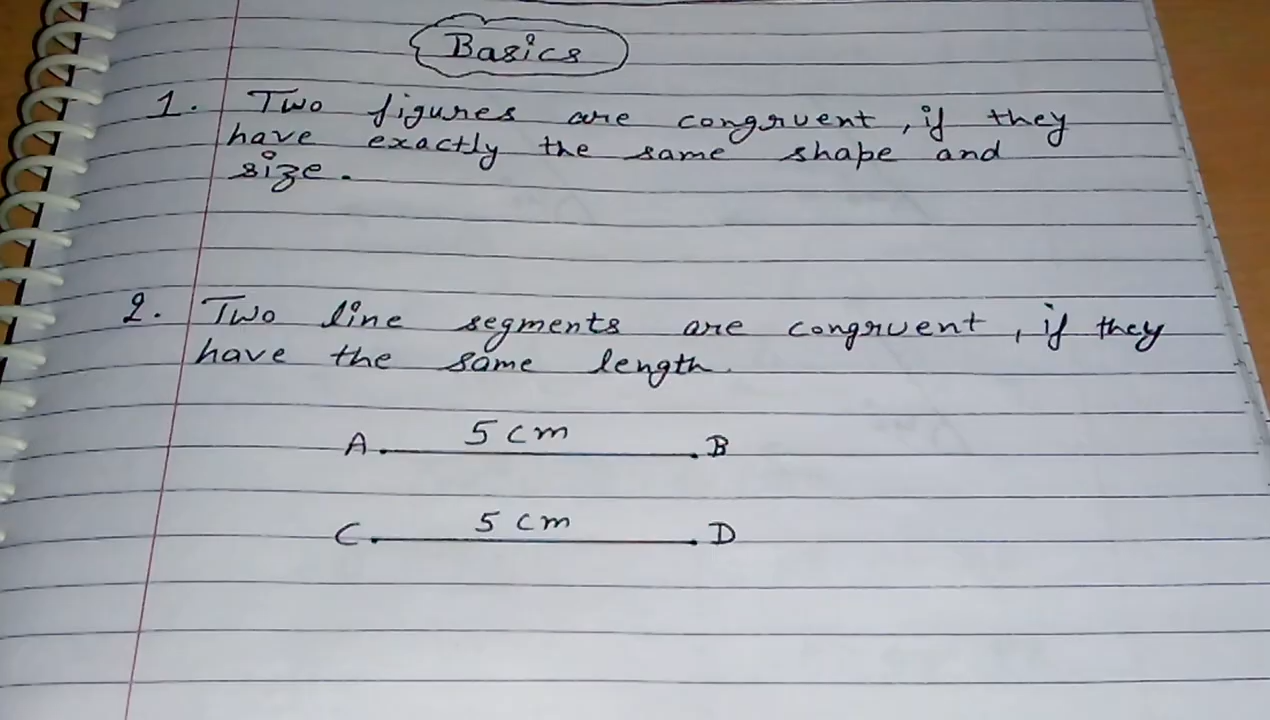 Basics
1. Two figures are congruent, if they
have exactly the same shape and
size.
2. Two line segments are congruent, if they
have the same length.
A 5 cm B
C 5 cm D